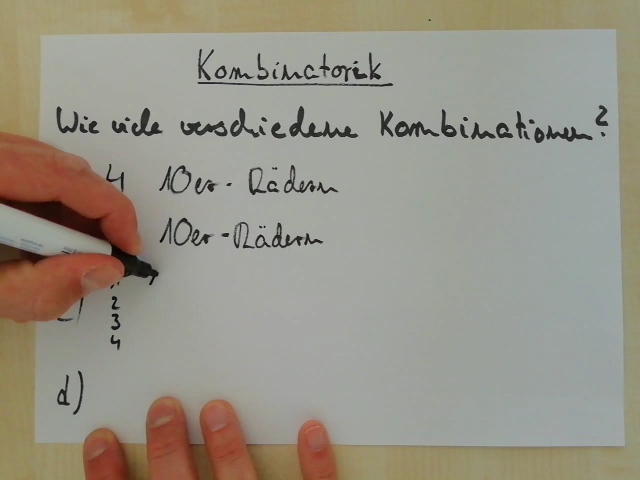 Kombinatorik
Wie viele verschiedene Kombinationen?
4 10er-Rädern
10er-Rädern
2
3
4
d)